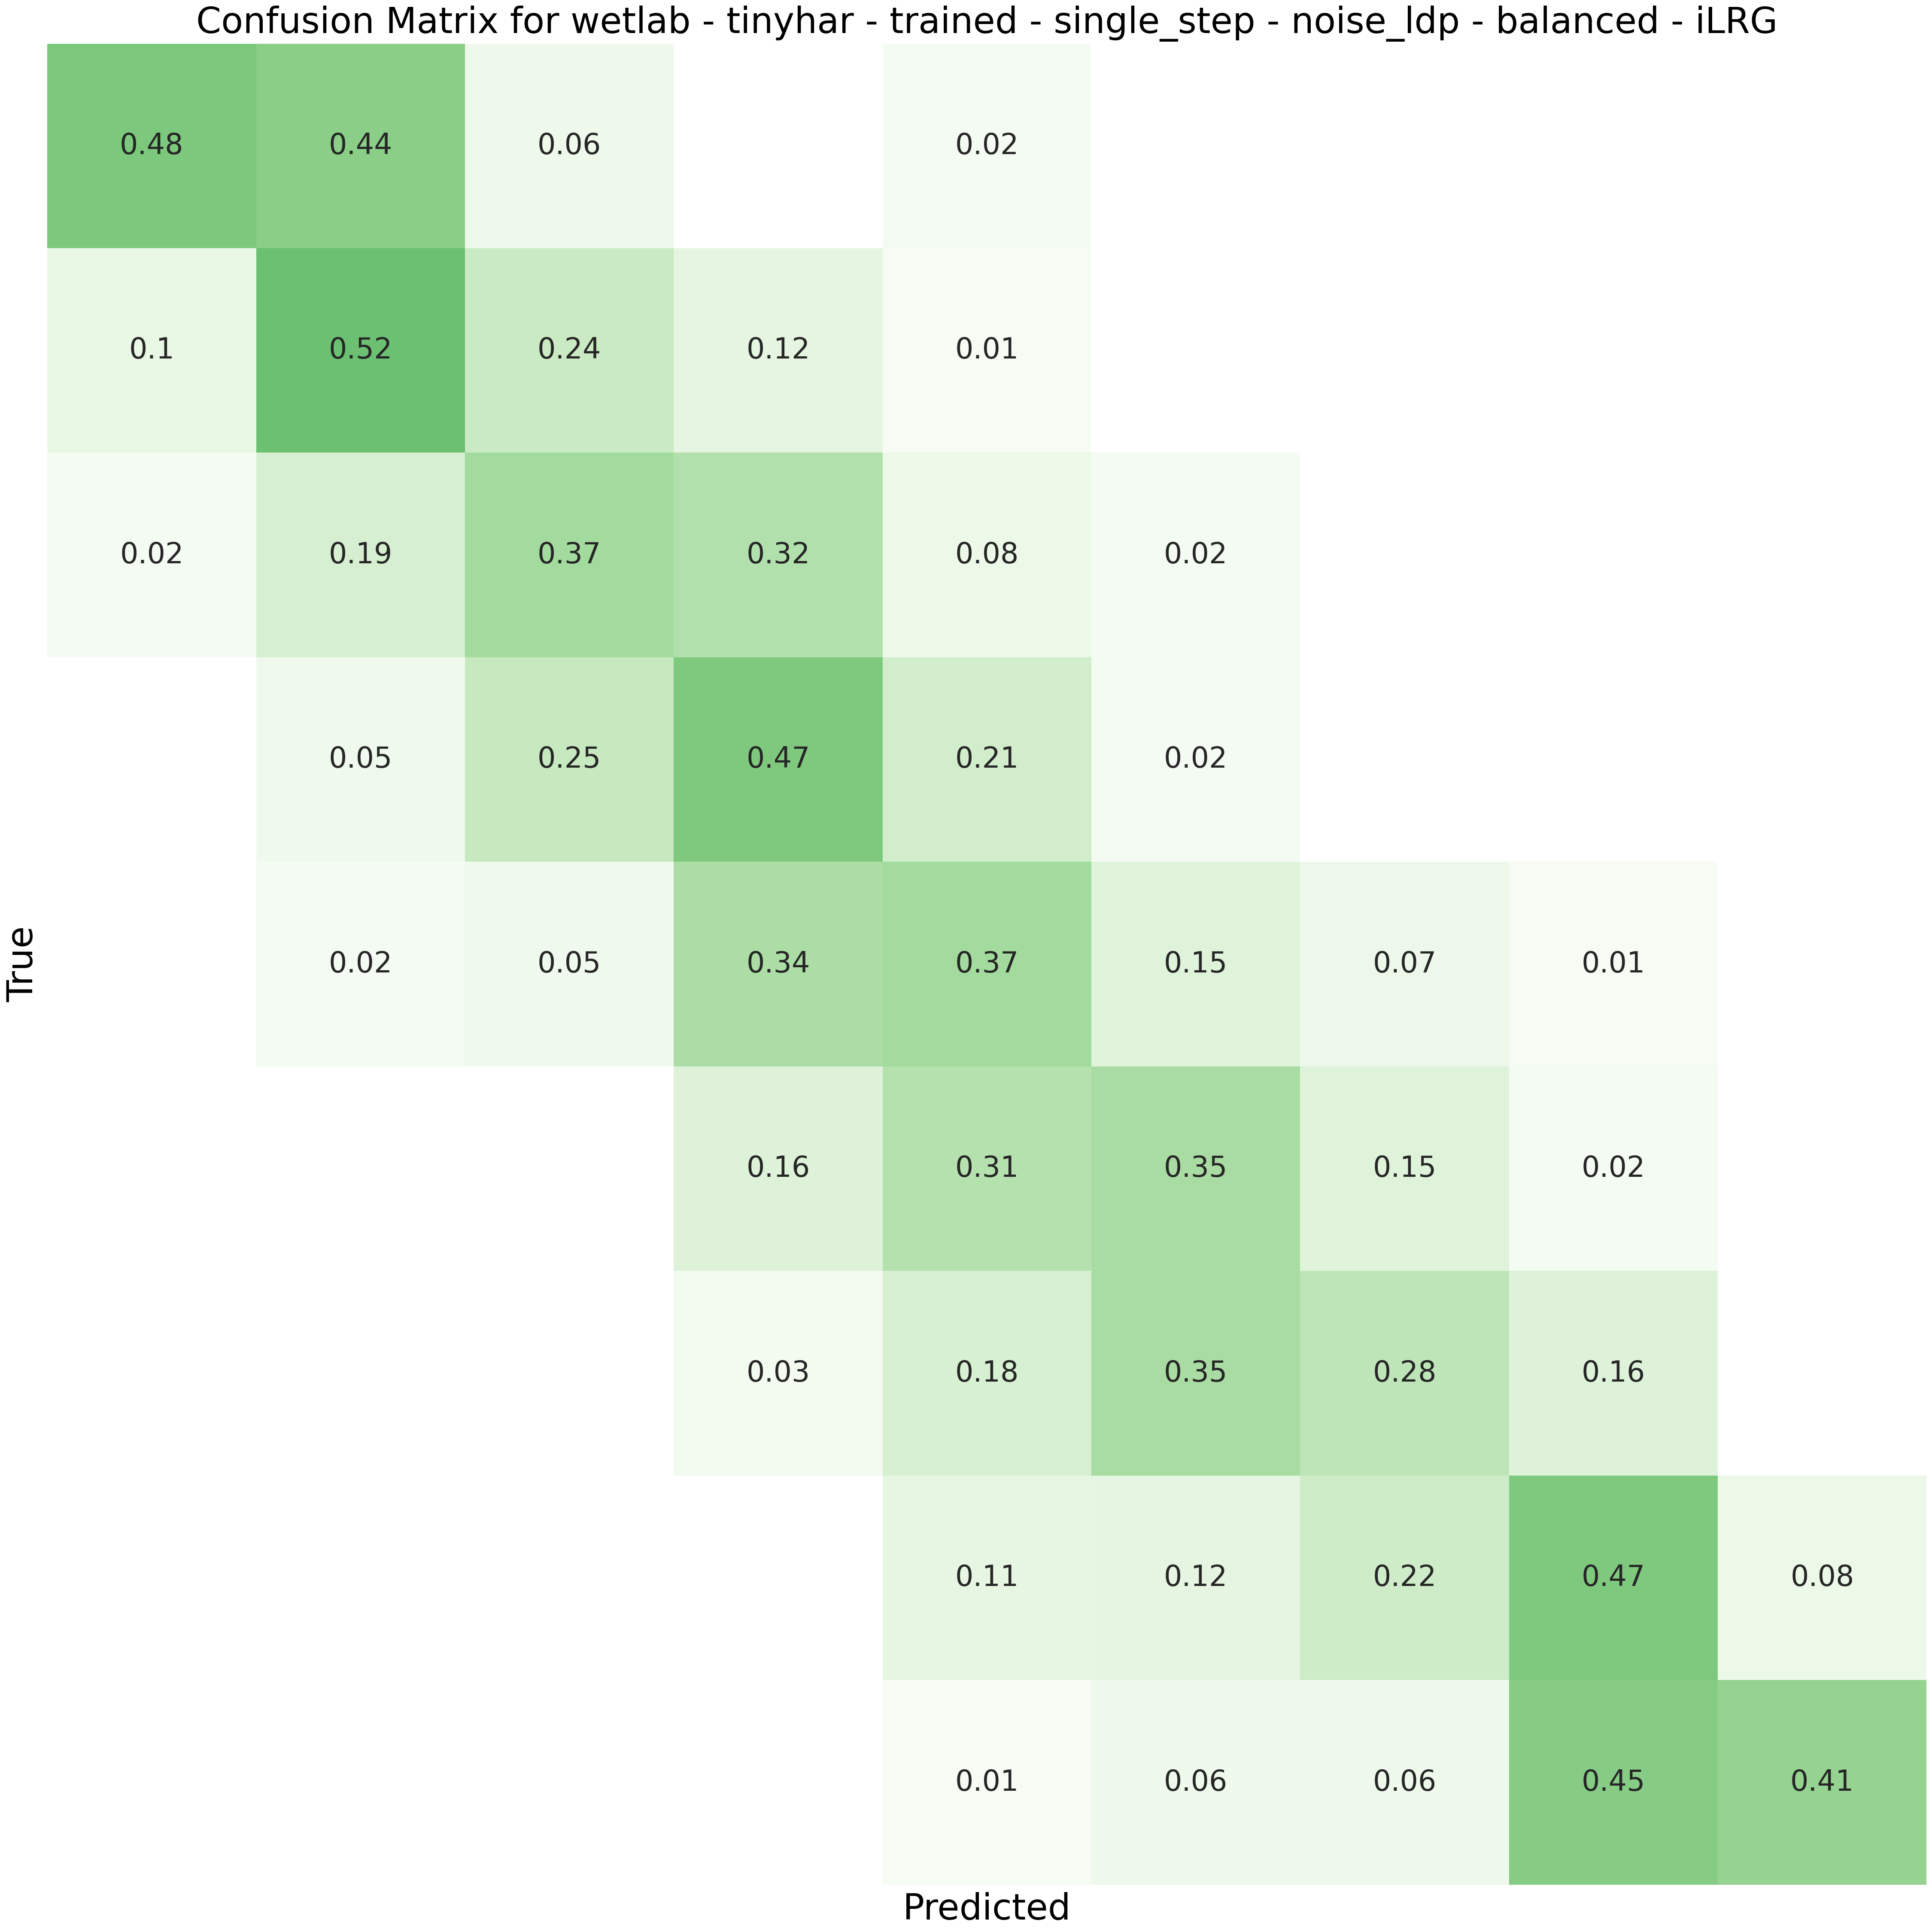 Confusion Matrix for wetlab - tinyhar - trained - single_step - noise_ldp - balanced - iLRG
0.48 0.44 0.06 0.02
0.1 0.52 0.24 0.12 0.01
0.02 0.19 0.37 0.32 0.08 0.02
0.05 0.25 0.47 0.21 0.02
0.02 0.05 0.34 0.37 0.15 0.07 0.01
0.16 0.31 0.35 0.15 0.02
0.03 0.18 0.35 0.28 0.16
0.11 0.12 0.22 0.47 0.08
0.01 0.06 0.06 0.45 0.41
True
Predicted